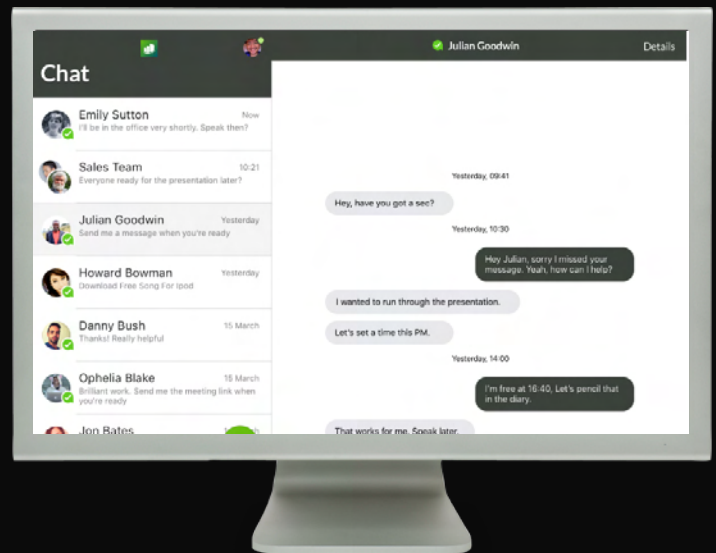 Chat
Emily Sutton
Now
I'll be in the office very shortly. Speak then?
Sales Team
10:21
Everyone ready for the presentation later?
Julian Goodwin
Yesterday
Send me a message when you're ready
Howard Bowman
Yesterday
Download Free Song For Ipod
Danny Bush
15 March
Thanks! Really helpful
Ophelia Blake
15 March
Brilliant work. Send me the meeting link when
you're ready
Jon Bates
Julian Goodwin
Details
Yesterday, 09:41
Hey, have you got a sec?
Yesterday, 10:30
Hey Julian, sorry I missed your
message. Yeah, how can I help?
I wanted to run through the presentation.
Let's set a time this PM.
Yesterday, 14:00
I'm free at 16:40, Let's pencil that
in the diary.
That works for me. Speak later.